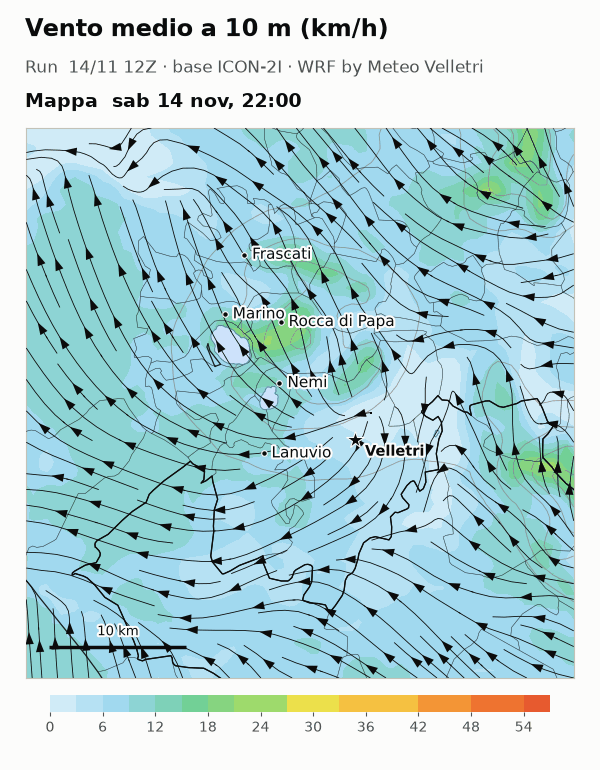 Vento medio a 10 m (km/h)
Run 14/11 12Z · base ICON-2I · WRF by Meteo Velletri
Mappa sab 14 nov, 22:00
Frascati
Marino
Rocca di Papa
Nemi
Velletri
Lanuvio
10 km
0 6 12 18 24 30 36 42 48 54